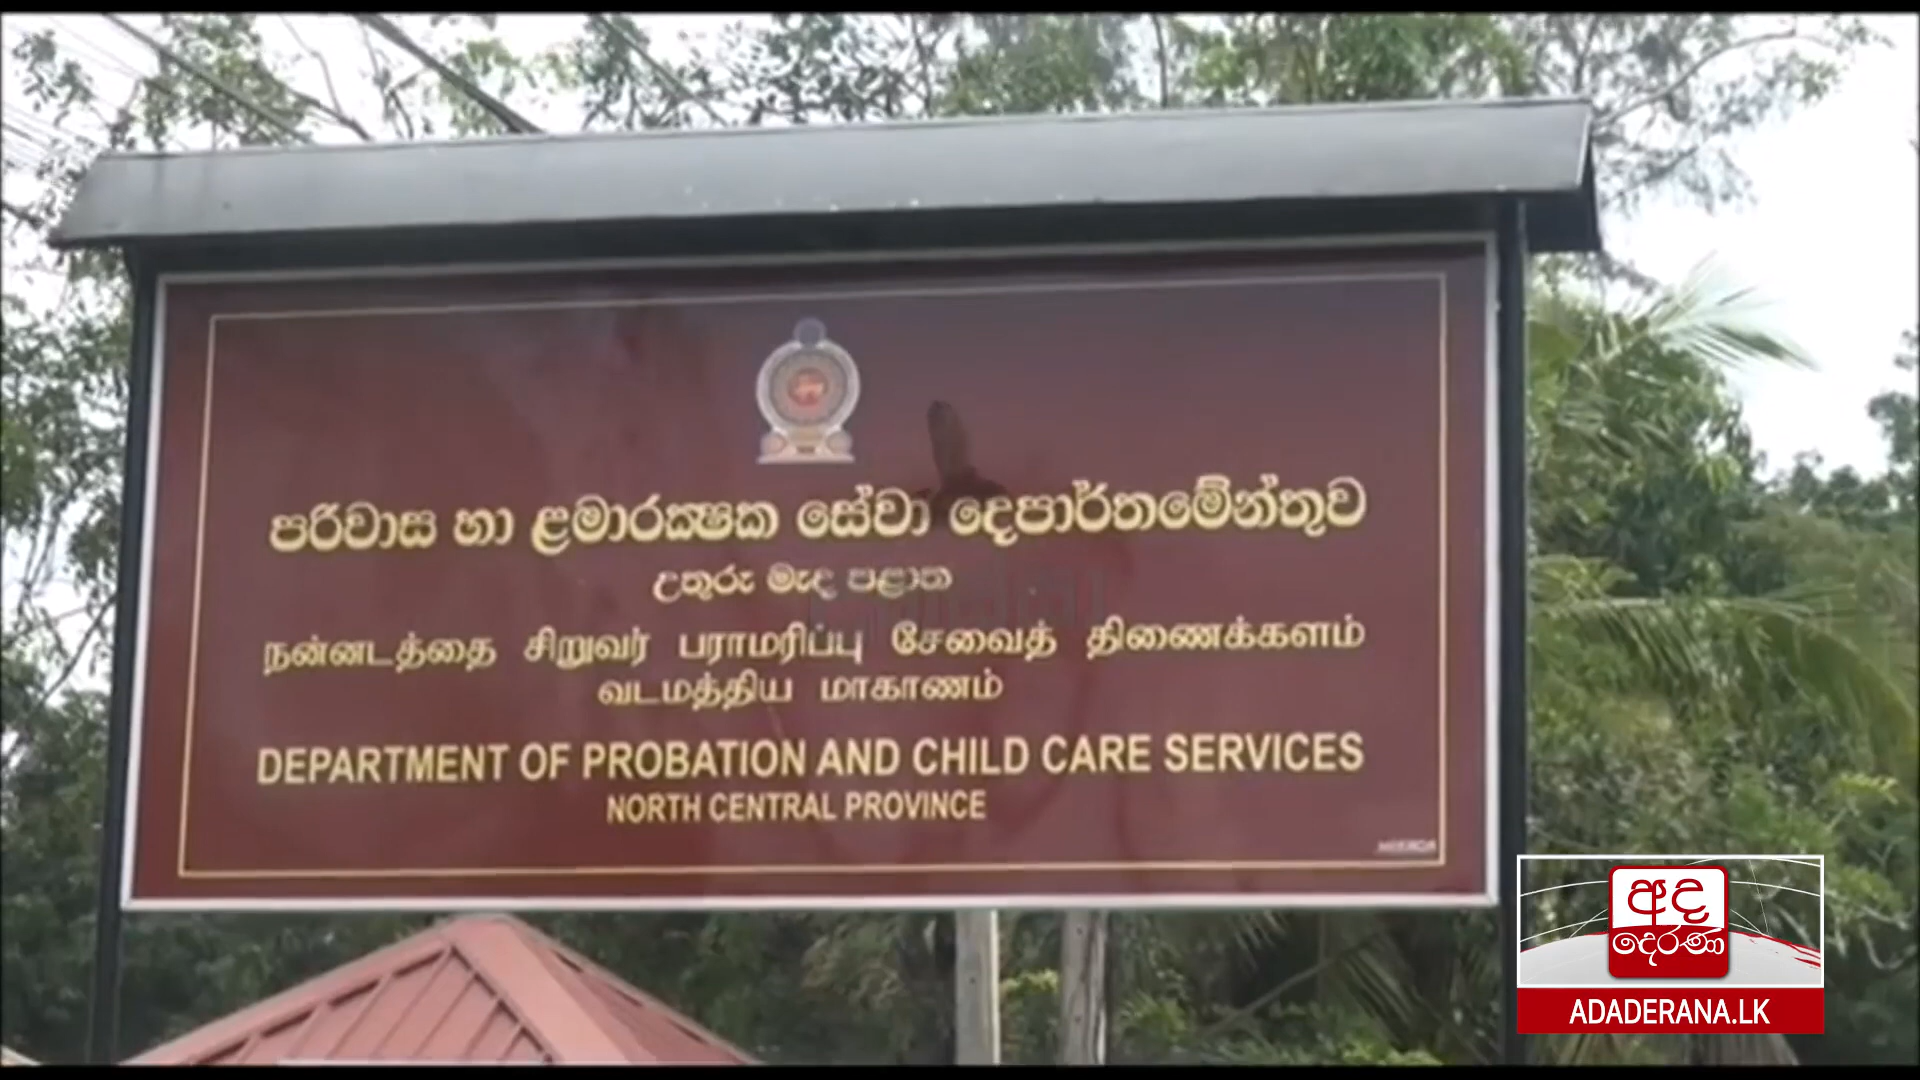 පරිවාස හා ළමාරක්‍ෂක සේවා දෙපාර්තමේන්තුව
උතුරු මැද පළාත
நன்னடத்தை சிறுவர் பராமரிப்பு சேவைத் திணைக்களம்
வடமத்திய மாகாணம்
DEPARTMENT OF PROBATION AND CHILD CARE SERVICES
NORTH CENTRAL PROVINCE
අද
දෙරණ
ADADERANA.LK